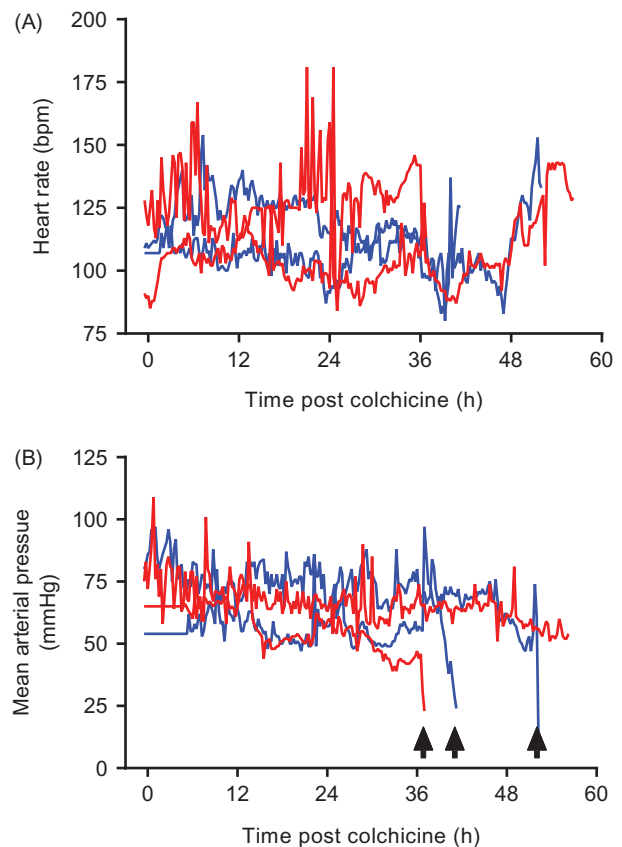 (A)
200
175
150
125
100
75
Heart rate (bpm)
0 12 24 36 48 60
Time post colchicine (h)
(B)
125
100
75
50
25
0
Mean arterial pressue
(mmHg)
0 12 24 36 48 60
Time post colchicine (h)